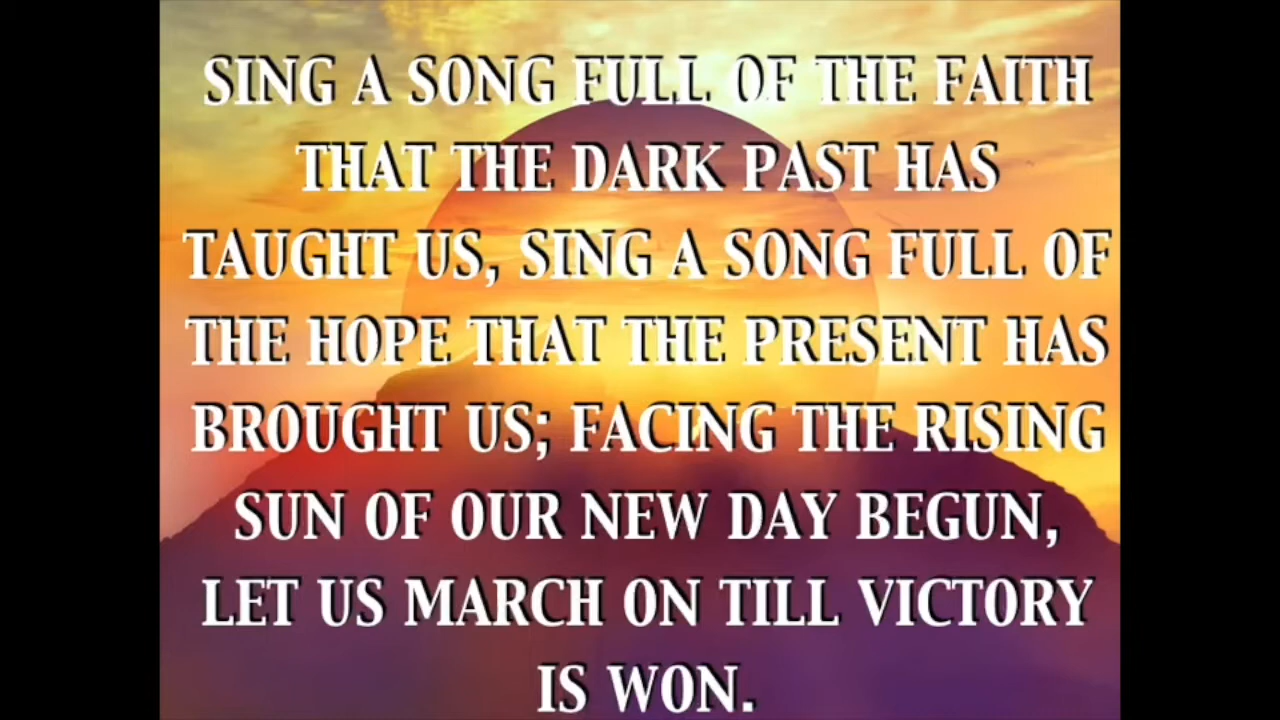 SING A SONG FULL OF THE FAITH
THAT THE DARK PAST HAS
TAUGHT US, SING A SONG FULL OF
THE HOPE THAT THE PRESENT HAS
BROUGHT US; FACING THE RISING
SUN OF OUR NEW DAY BEGUN,
LET US MARCH ON TILL VICTORY
IS WON.